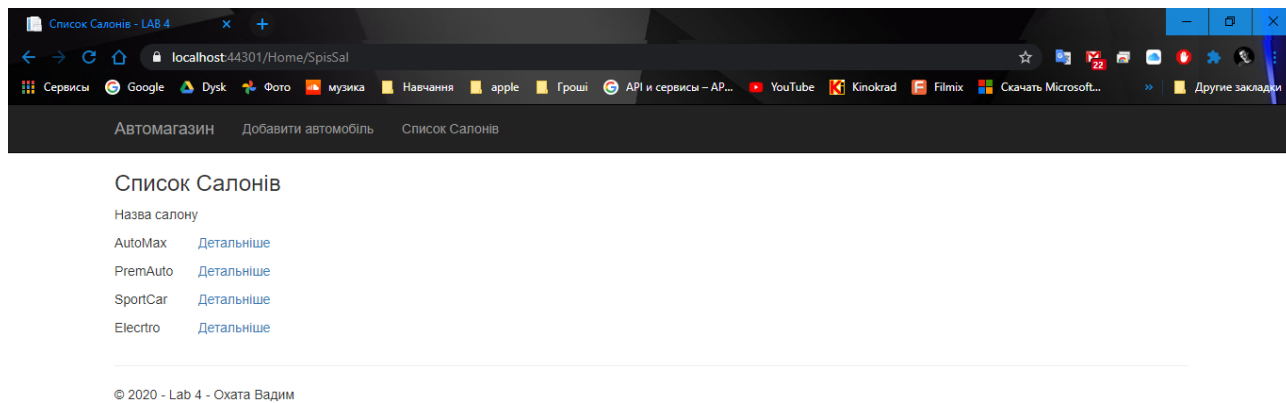 Список Салонів - LAB 4
localhost:44301/Home/SpisSal
22
Сервисы Google Dysk Фото музика Навчання apple Гроші API и сервисы – AP... YouTube Kinokrad Filmix Скачать Microsoft... » Другие закладки
Автомагазин Добавити автомобіль Список Салонів
Список Салонів
Назва салону
AutoMax Детальніше
PremAuto Детальніше
SportCar Детальніше
Elecrtro Детальніше
© 2020 - Lab 4 - Охата Вадим